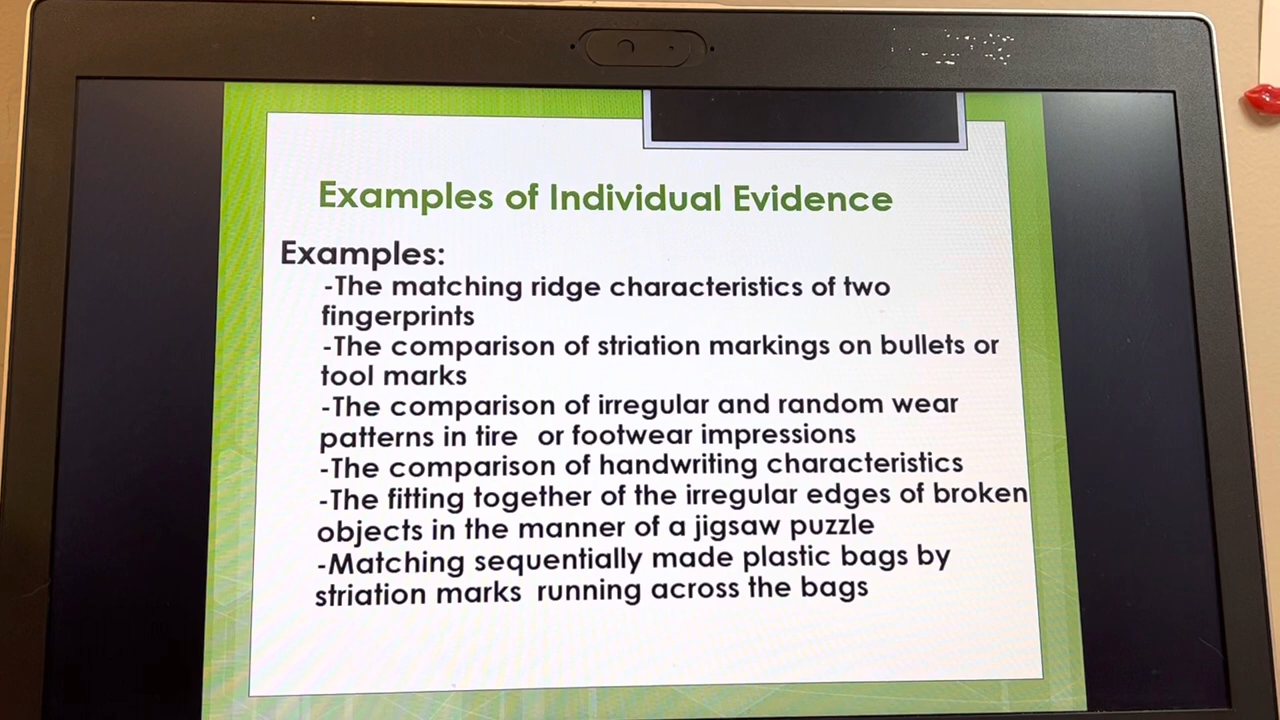 Examples of Individual Evidence
Examples:
-The matching ridge characteristics of two
fingerprints
-The comparison of striation markings on bullets or
tool marks
-The comparison of irregular and random wear
patterns in tire or footwear impressions
-The comparison of handwriting characteristics
-The fitting together of the irregular edges of broken
objects in the manner of a jigsaw puzzle
-Matching sequentially made plastic bags by
striation marks running across the bags